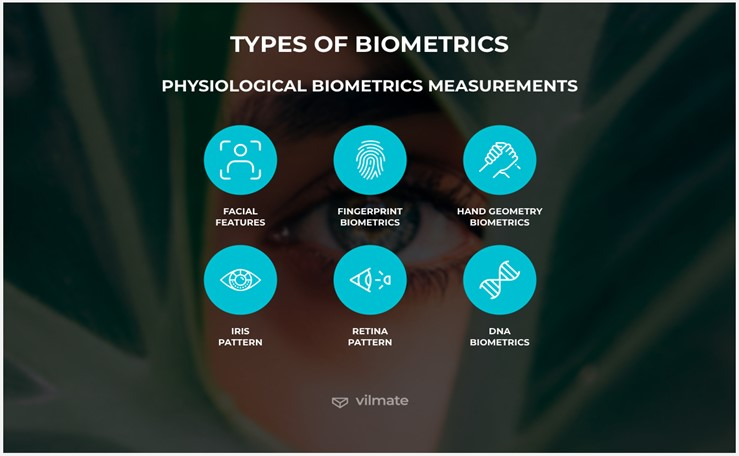 TYPES OF BIOMETRICS
PHYSIOLOGICAL BIOMETRICS MEASUREMENTS
FACIAL
FEATURES
FINGERPRINT
BIOMETRICS
HAND GEOMETRY
BIOMETRICS
IRIS
PATTERN
RETINA
PATTERN
DNA
BIOMETRICS
vilmate